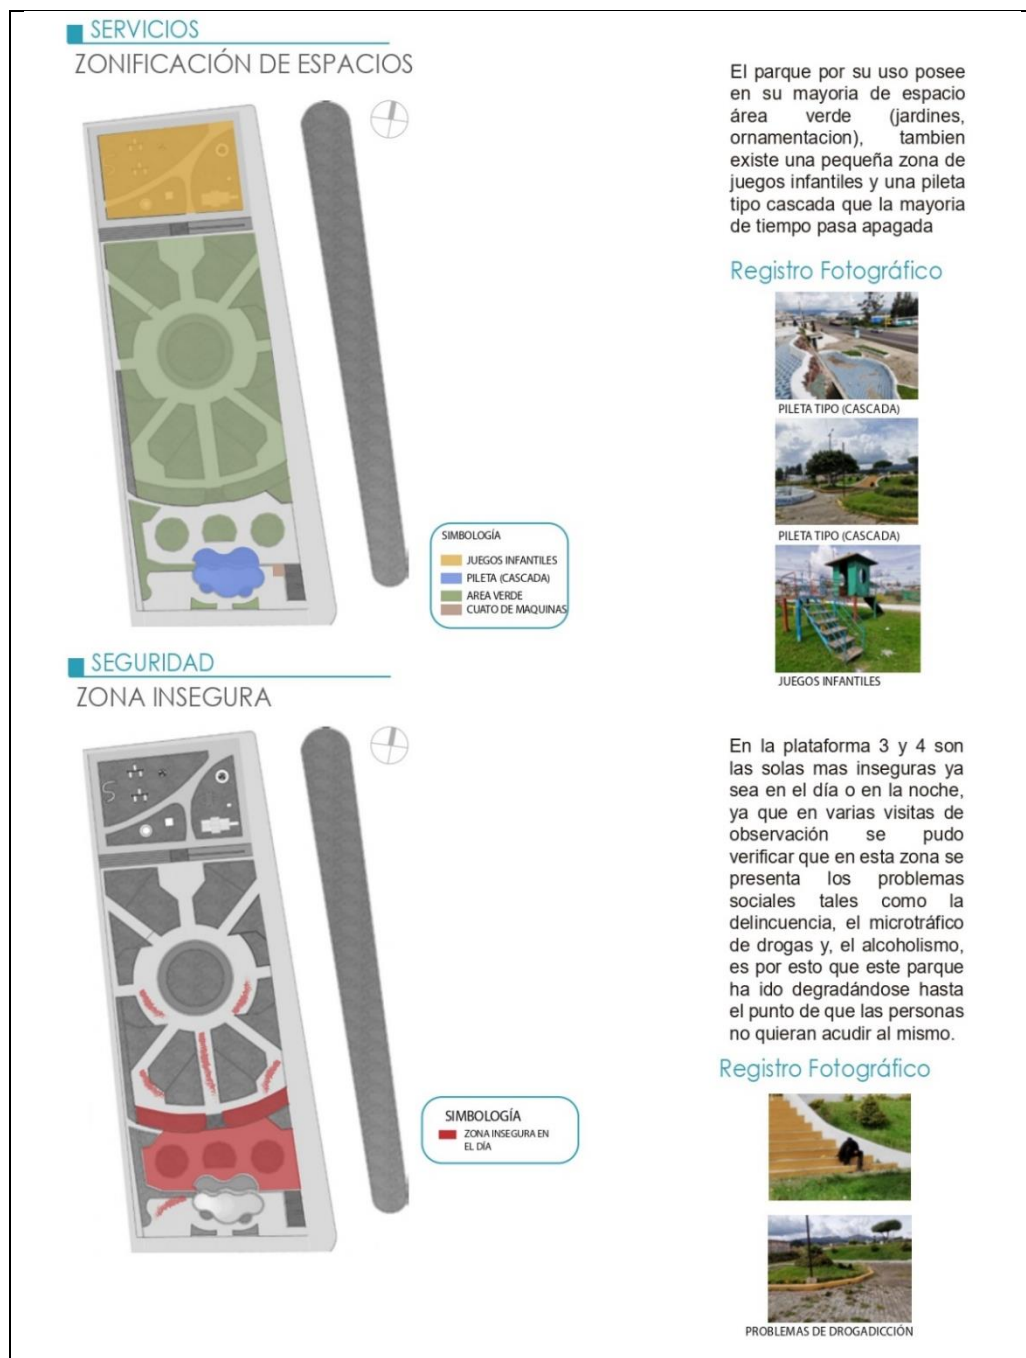 SERVICIOS
ZONIFICACIÓN DE ESPACIOS
El parque por su uso posee
en su mayoria de espacio
área verde (jardines,
ornamentacion), tambien
existe una pequeña zona de
juegos infantiles y una pileta
tipo cascada que la mayoria
de tiempo pasa apagada
Registro Fotográfico
PILETA TIPO (CASCADA)
PILETA TIPO (CASCADA)
JUEGOS INFANTILES
SIMBOLOGÍA
JUEGOS INFANTILES
PILETA (CASCADA)
AREA VERDE
CUATO DE MAQUINAS
SEGURIDAD
ZONA INSEGURA
En la plataforma 3 y 4 son
las solas mas inseguras ya
sea en el día o en la noche,
ya que en varias visitas de
observación se pudo
verificar que en esta zona se
presenta los problemas
sociales tales como la
delincuencia, el microtráfico
de drogas y, el alcoholismo,
es por esto que este parque
ha ido degradándose hasta
el punto de que las personas
no quieran acudir al mismo.
Registro Fotográfico
SIMBOLOGÍA
ZONA INSEGURA EN
EL DÍA
PROBLEMAS DE DROGADICCIÓN